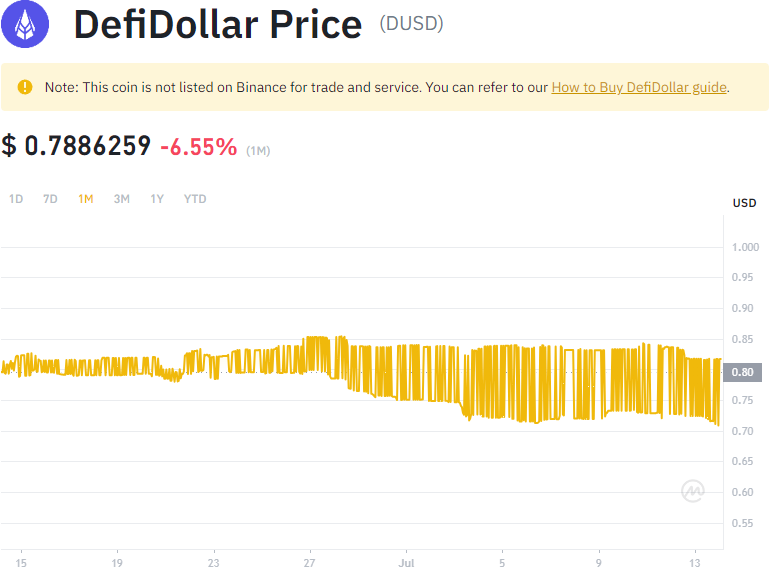 DefiDollar Price (DUSD)
Note: This coin is not listed on Binance for trade and service. You can refer to our How to Buy DefiDollar guide.
$ 0.7886259 -6.55% (1M)
1D 7D 1M 3M 1Y YTD
USD
1.000
0.95
0.90
0.85
0.80
0.75
0.70
0.65
0.60
0.55
15 19 23 27 Jul 5 9 13